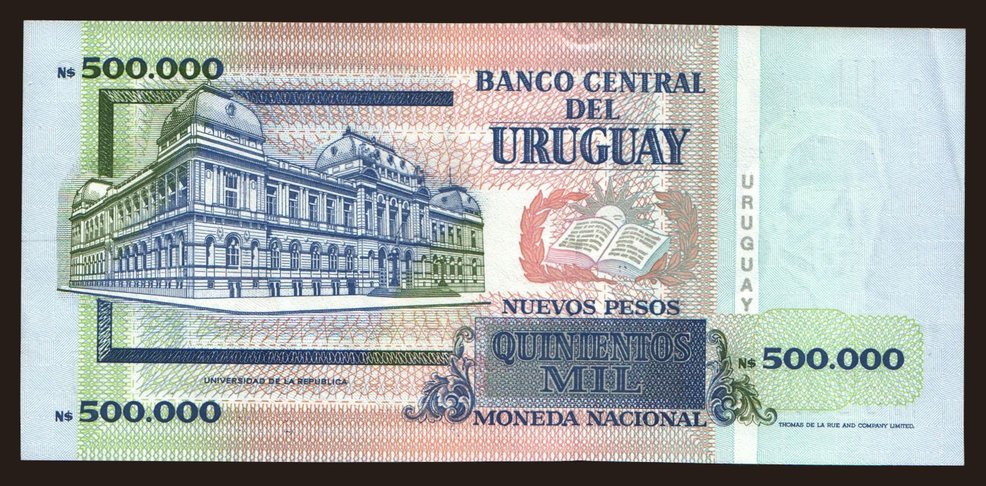 N$ 500.000
BANCO CENTRAL
DEL
URUGUAY
URUGUAY
NUEVOS PESOS
QUINIENTOS
MIL
N$ 500.000
UNIVERSIDAD DE LA REPUBLICA
N$ 500.000
MONEDA NACIONAL
THOMAS DE LA RUE AND COMPANY LIMITED.